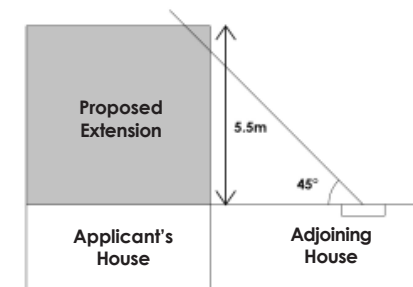 Proposed
Extension
5.5m
45°
Applicant's
House
Adjoining
House